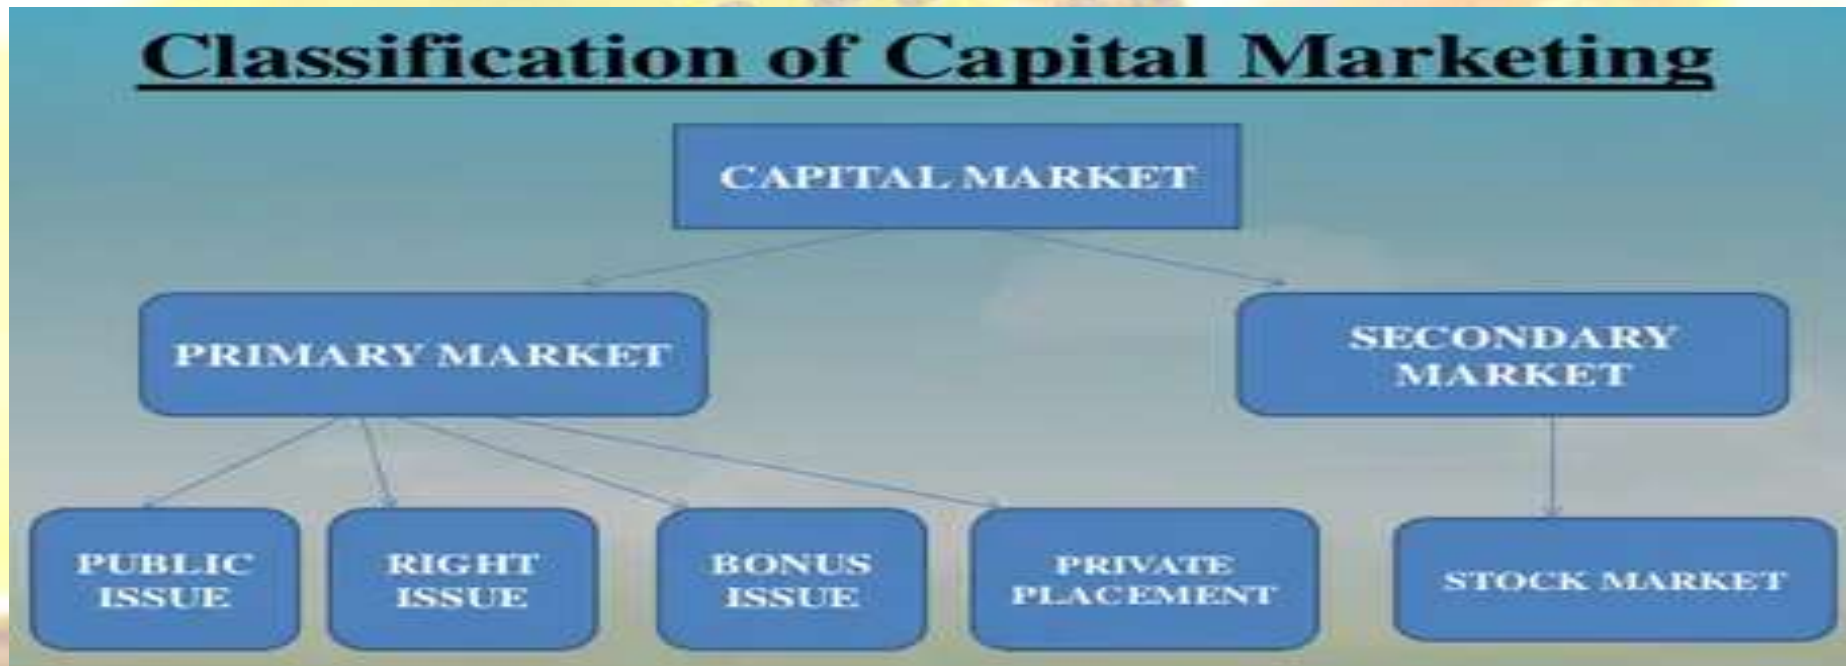 Classification of Capital Marketing
CAPITAL MARKET
PRIMARY MARKET
SECONDARY
MARKET
PUBLIC
ISSUE
RIGHT
ISSUE
BONUS
ISSUE
PRIVATE
PLACEMENT
STOCK MARKET